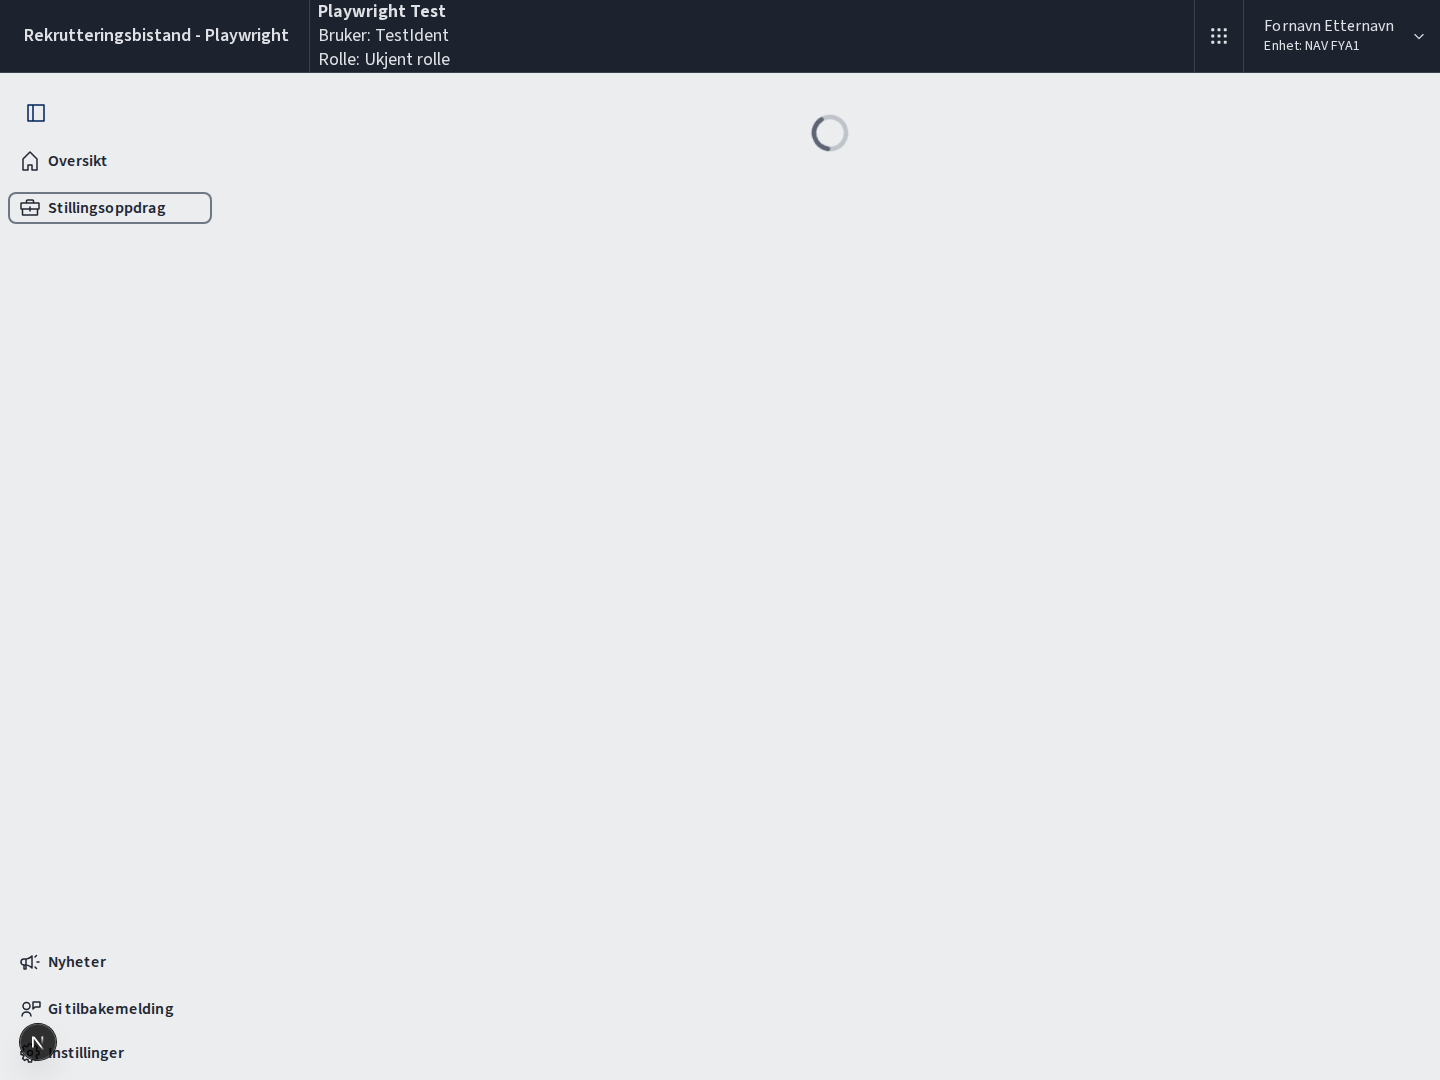 Rekrutteringsbistand - Playwright
Playwright Test
Bruker: TestIdent
Rolle: Ukjent rolle
Fornavn Etternavn
Enhet: NAV FYA1
Oversikt
Stillingsoppdrag
Nyheter
Gi tilbakemelding
N
Instillinger